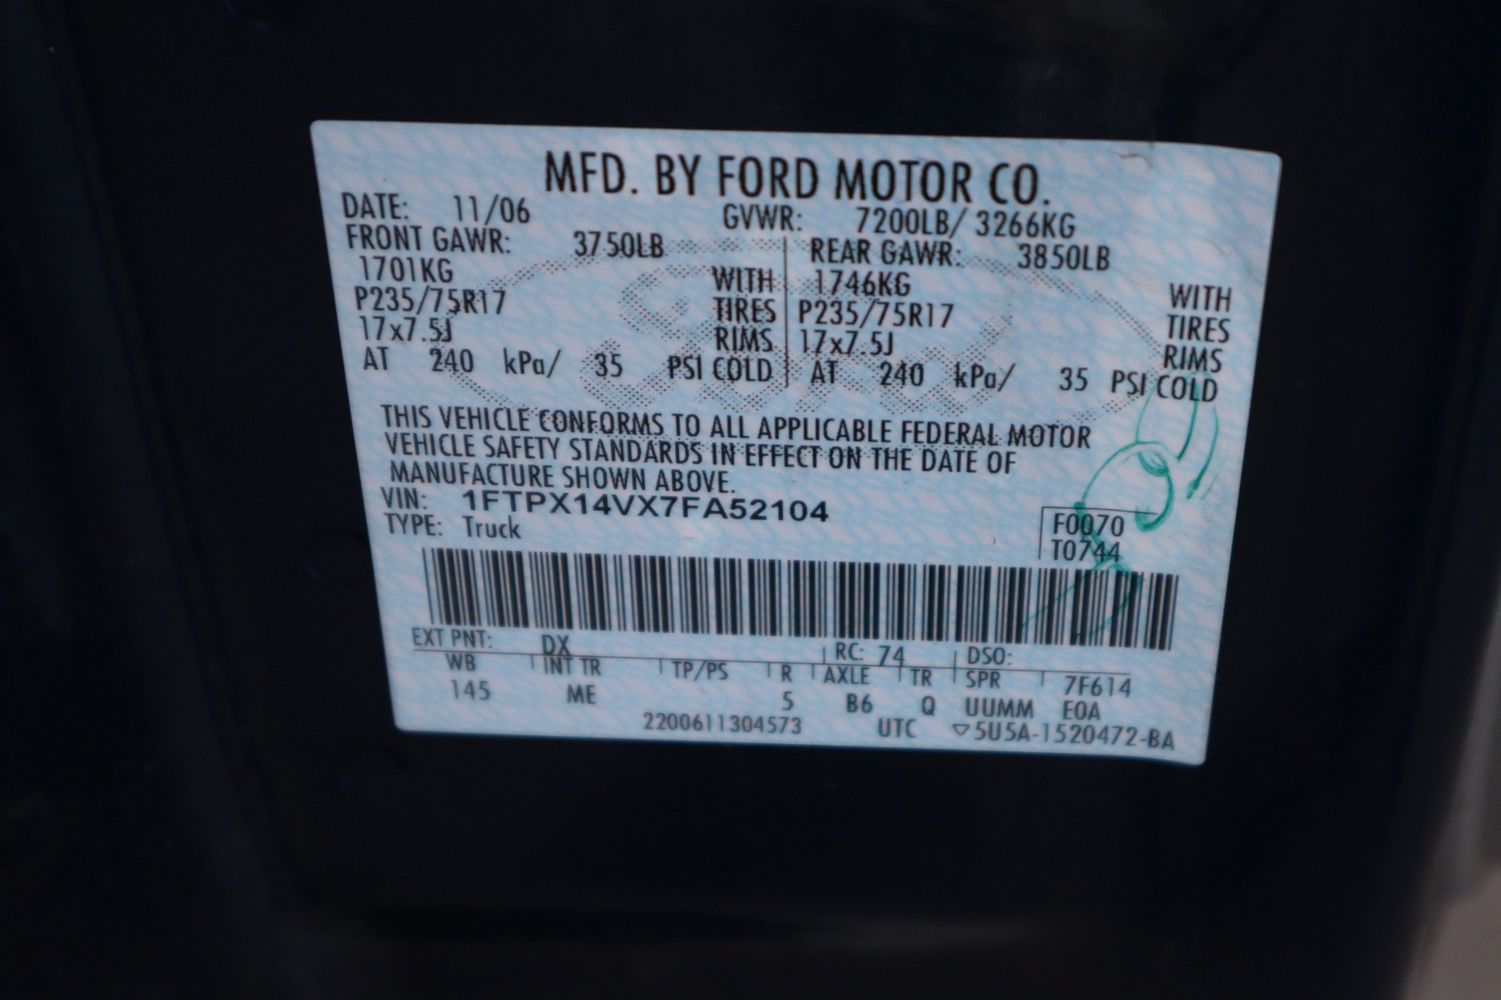 MFD. BY FORD MOTOR CO.
DATE: 11/06 GVWR: 7200LB/ 3266KG
FRONT GAWR: 3750LB REAR GAWR: 3850LB
1701KG WITH 1746KG WITH
P235/75R17 TIRES P235/75R17 TIRES
17x7.5J RIMS 17x7.5J RIMS
AT 240 kPa/ 35 PSI COLD AT 240 kPa/ 35 PSI COLD
THIS VEHICLE CONFORMS TO ALL APPLICABLE FEDERAL MOTOR
VEHICLE SAFETY STANDARDS IN EFFECT ON THE DATE OF
MANUFACTURE SHOWN ABOVE.
VIN: 1FTPX14VX7FA52104
TYPE: Truck
F0070
T0744
EXT PNT: DX RC: 74 DSO:
WB INT TR TP/PS R AXLE TR SPR 7F614
145 ME 5 B6 Q UUMM E0A
2200611304573 UTC ▽5U5A-1520472-BA